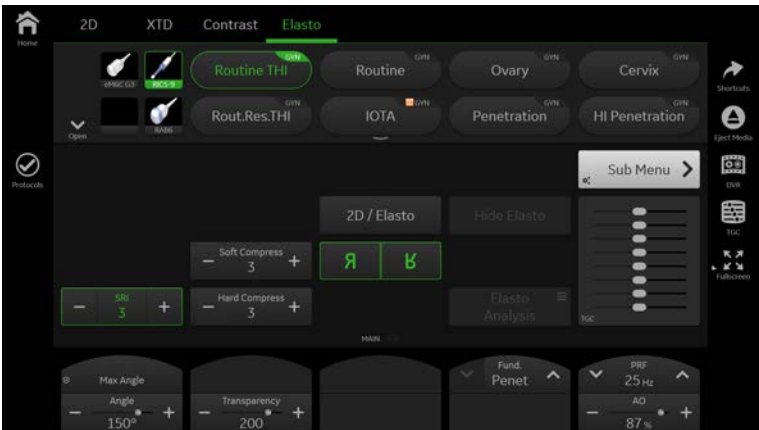 2D XTD Contrast Elasto
Home
GYN GYN GYN GYN
Routine THI Routine Ovary Cervix
eM6C G3 RIC5-9
Shortcuts
GYN GYN GYN GYN
Rout.Res.THI IOTA Penetration HI Penetration
Open RAB6
Eject Media
Protocols
Sub Menu
DVR
2D / Elasto Hide Elasto
TGC
Soft Compress
3
R R
Fullscreen
SRI
3
Hard Compress
3
Elasto
Analysis
TGC
MAIN
Max Angle
Fund.
Penet
PRF
25 Hz
Angle
150°
Transparency
200
AO
87 %